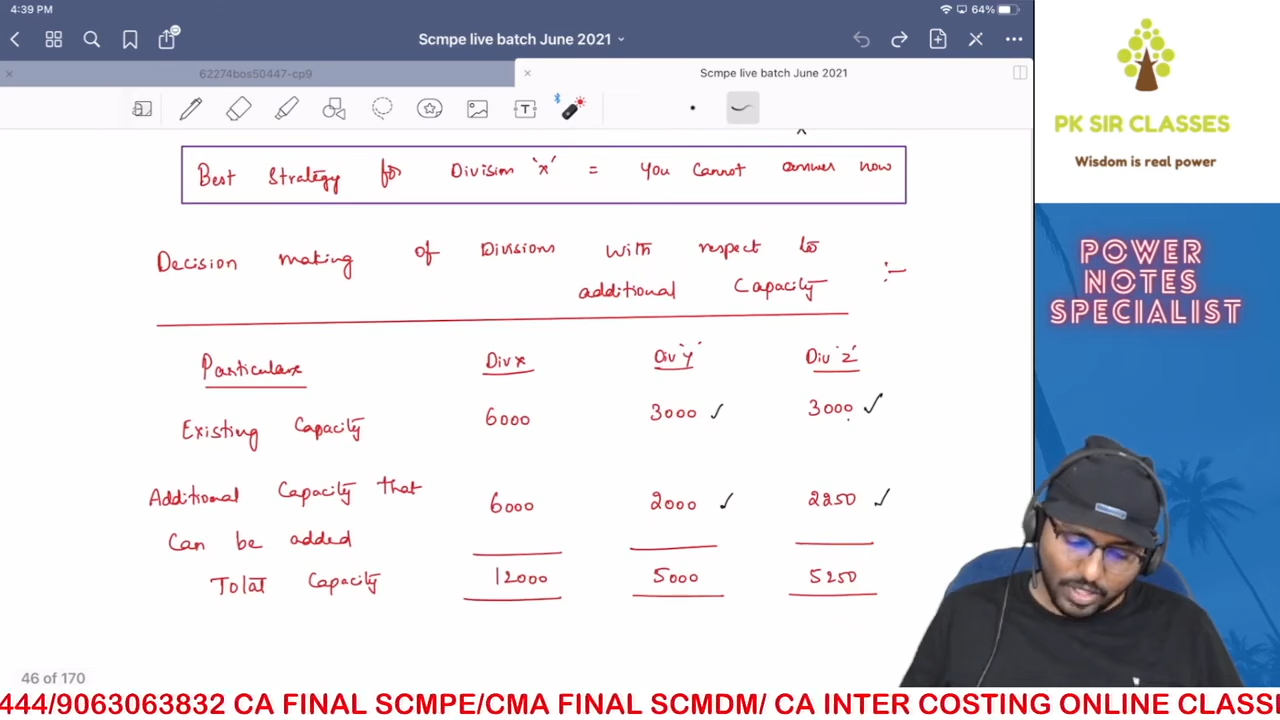 4:39 PM
64%
Scmpe live batch June 2021
62274bos50447-cp9
Scmpe live batch June 2021
Best Strategy for Division 'x' = You Cannot answer now
Decision making of Divisions with respect to
additional Capacity :-
Particulars Div x Div 'y' Div 'z'
Existing Capacity 6000 3000 ✓ 3000 ✓
Additional Capacity that
Can be added 6000 2000 ✓ 2250 ✓
Total Capacity 12000 5000 5250
46 of 170
PK SIR CLASSES
Wisdom is real power
POWER
NOTES
SPECIALIST
444/9063063832 CA FINAL SCMPE/CMA FINAL SCMDM/ CA INTER COSTING ONLINE CLASS